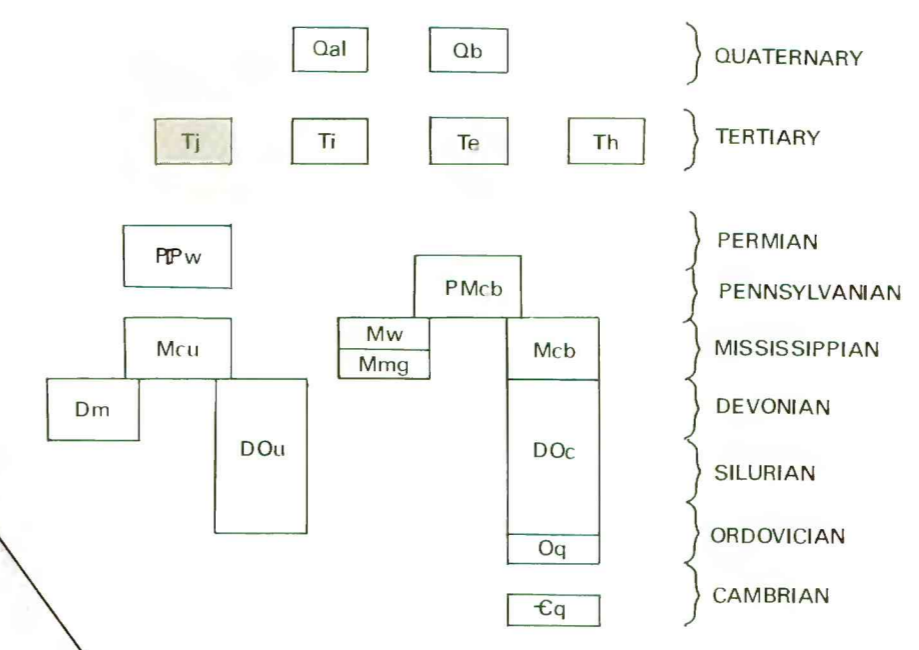 Qal Qb QUATERNARY
Tj Ti Te Th TERTIARY
PIPw PERMIAN
PMcb PENNSYLVANIAN
Mcu Mw Mcb MISSISSIPPIAN
Mmg
Dm DEVONIAN
DOu DOc SILURIAN
Oq ORDOVICIAN
Ꞓq CAMBRIAN